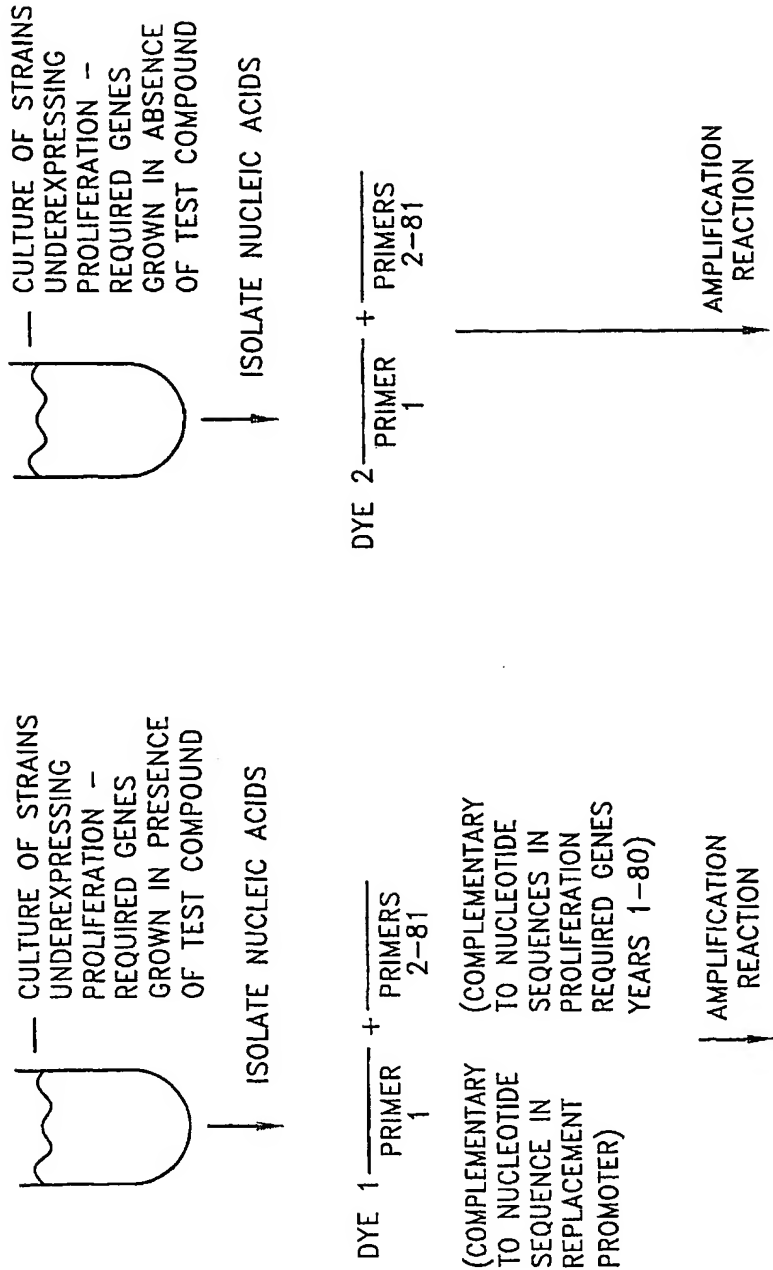 — CULTURE OF STRAINS
UNDEREXPRESSING
PROLIFERATION –
REQUIRED GENES
GROWN IN PRESENCE
OF TEST COMPOUND
ISOLATE NUCLEIC ACIDS
DYE 1
PRIMER
1
+
PRIMERS
2–81
(COMPLEMENTARY
TO NUCLEOTIDE
SEQUENCE IN
REPLACEMENT
PROMOTER)
(COMPLEMENTARY
TO NUCLEOTIDE
SEQUENCES IN
PROLIFERATION
REQUIRED GENES
YEARS 1–80)
AMPLIFICATION
REACTION
— CULTURE OF STRAINS
UNDEREXPRESSING
PROLIFERATION –
REQUIRED GENES
GROWN IN ABSENCE
OF TEST COMPOUND
ISOLATE NUCLEIC ACIDS
DYE 2
PRIMER
1
+
PRIMERS
2–81
AMPLIFICATION
REACTION